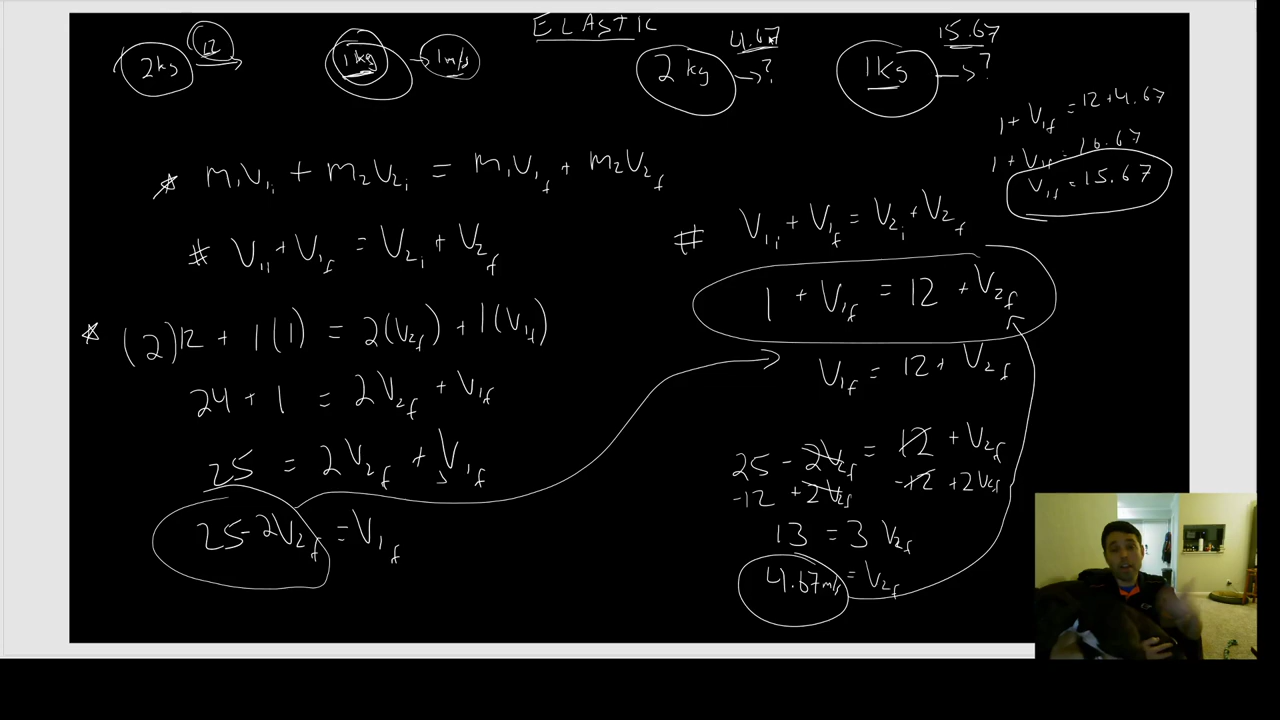 ELASTIC
2kg 12 1kg 1m/s 2kg 4.67 ? 1kg 15.67 ?
1 + V1f = 12 + 4.67
1 + V1f = 16.67
V1f = 15.67
* m1V1i + m2V2i = m1V1f + m2V2f
# V1i + V1f = V2i + V2f
* (2)12 + 1(1) = 2(V2f) + 1(V1f)
24 + 1 = 2V2f + V1f
25 = 2V2f + V1f
25 - 2V2f = V1f
# V1i + V1f = V2i + V2f
1 + V1f = 12 + V2f
V1f = 12 + V2f
25 - 2V2f = 12 + V2f
-12 + 2V2f -12 + 2V2f
13 = 3V2f
4.67m/s = V2f